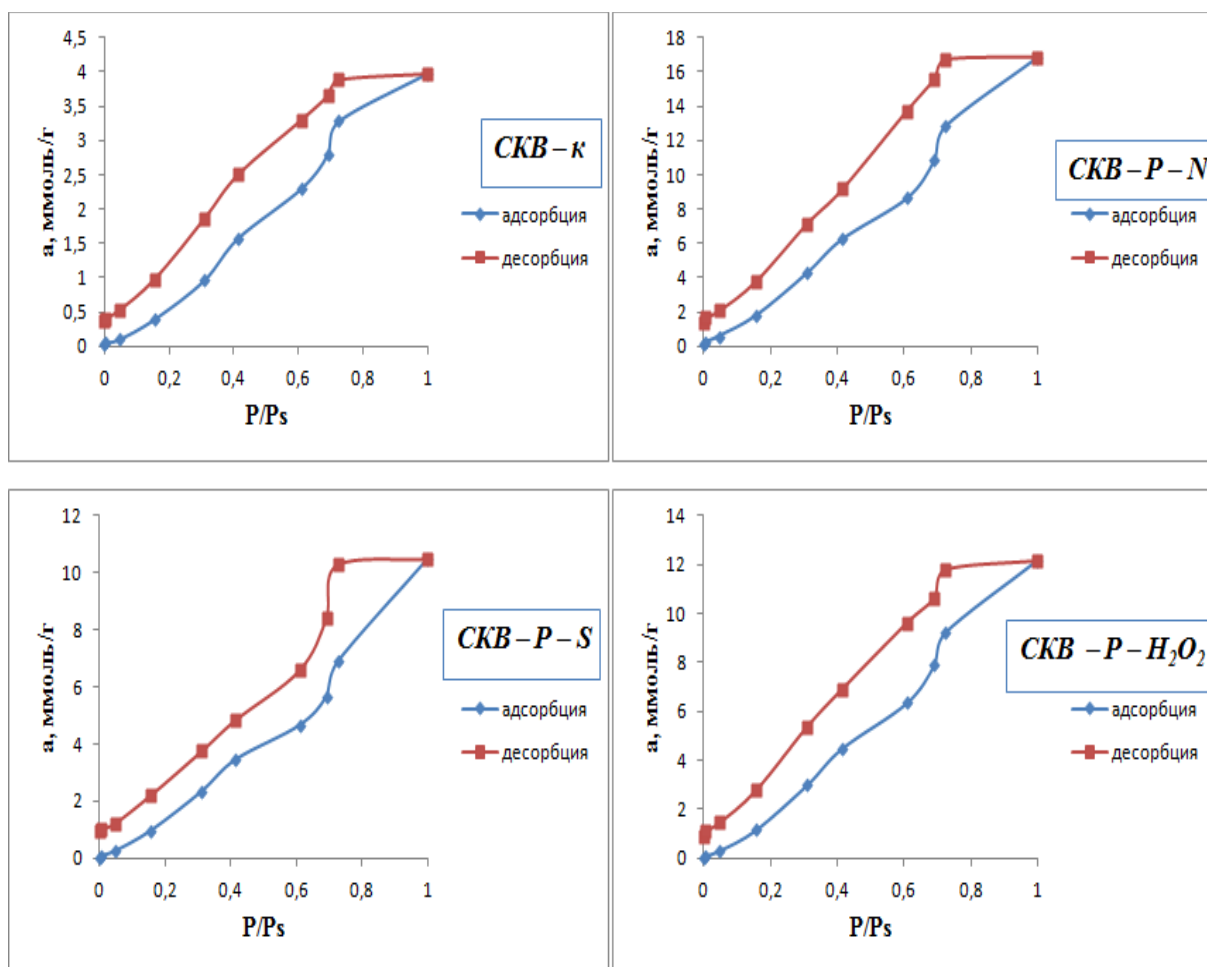 4,5
4
3,5
3
2,5
2
1,5
1
0,5
0
а, ммоль/г
0 0,2 0,4 0,6 0,8 1
P/Ps
СКВ – к
адсорбция
десорбция
18
16
14
12
10
8
6
4
2
0
а, ммоль/г
0 0,2 0,4 0,6 0,8 1
P/Ps
СКВ – Р – N
адсорбция
десорбция
12
10
8
6
4
2
0
а, ммоль/г
0 0,2 0,4 0,6 0,8 1
P/Ps
СКВ – Р – S
адсорбция
десорбция
14
12
10
8
6
4
2
0
а, ммоль/г
0 0,2 0,4 0,6 0,8 1
P/Ps
СКВ – Р – H₂O₂
адсорбция
десорбция